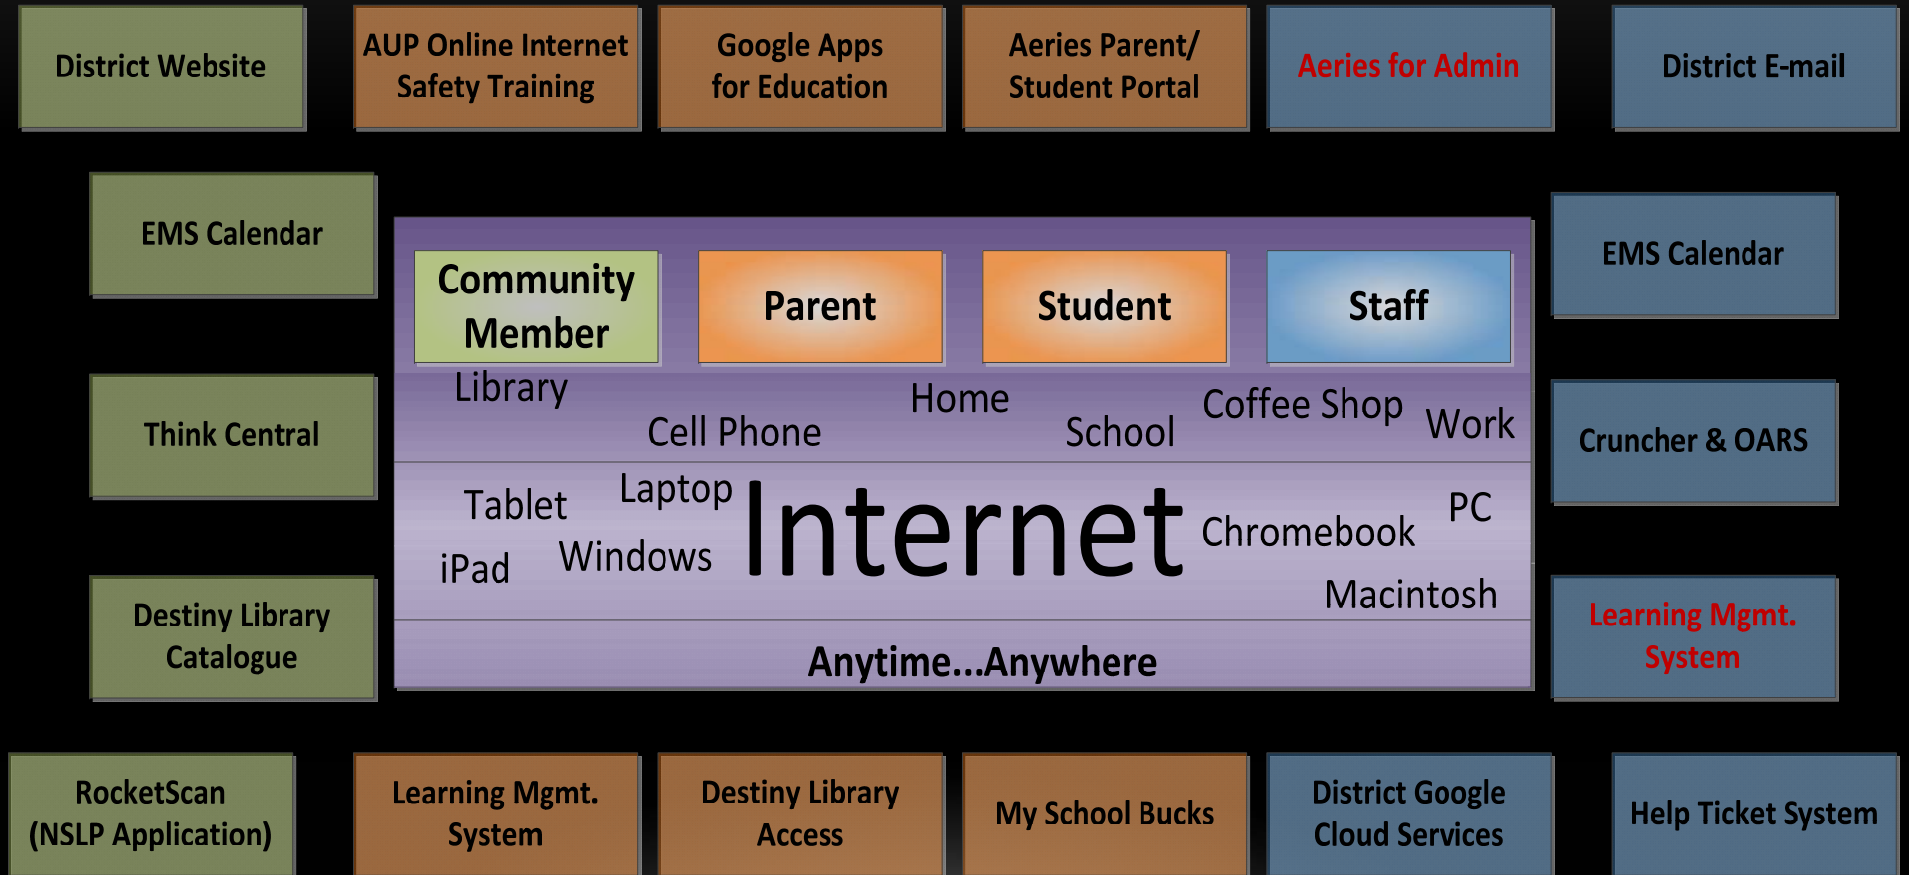 District Website
AUP Online Internet
Safety Training
Google Apps
for Education
Aeries Parent/
Student Portal
Aeries for Admin
District E-mail
EMS Calendar
EMS Calendar
Community
Member
Parent
Student
Staff
Library
Cell Phone
Home
School
Coffee Shop
Work
Think Central
Cruncher & OARS
Tablet
Laptop
Internet
Chromebook
PC
iPad
Windows
Macintosh
Destiny Library
Catalogue
Learning Mgmt.
System
Anytime...Anywhere
RocketScan
(NSLP Application)
Learning Mgmt.
System
Destiny Library
Access
My School Bucks
District Google
Cloud Services
Help Ticket System